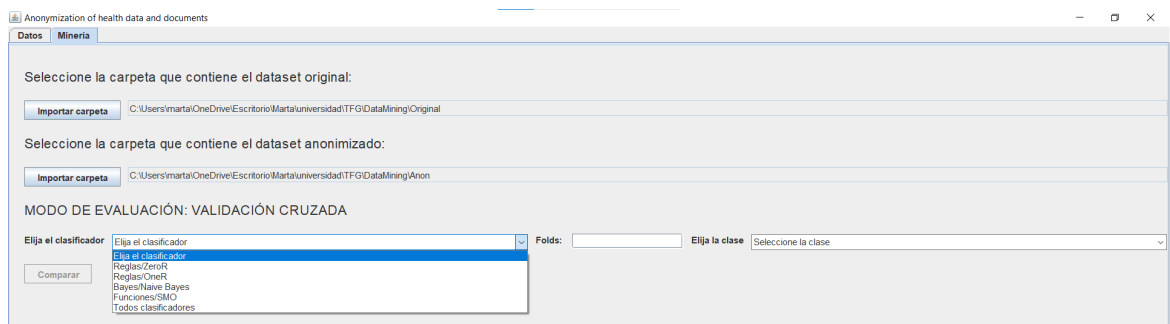 Anonymization of health data and documents
Datos Mineria
Seleccione la carpeta que contiene el dataset original:
Importar carpeta C:\Users\marta\OneDrive\Escritorio\Marta\universidad\TFG\DataMining\Original
Seleccione la carpeta que contiene el dataset anonimizado:
Importar carpeta C:\Users\marta\OneDrive\Escritorio\Marta\universidad\TFG\DataMining\Anon
MODO DE EVALUACIÓN: VALIDACIÓN CRUZADA
Elija el clasificador Elija el clasificador Folds: Elija la clase Seleccione la clase
Elija el clasificador
Reglas/ZeroR
Comparar Reglas/OneR
Bayes/Naive Bayes
Funciones/SMO
Todos clasificadores